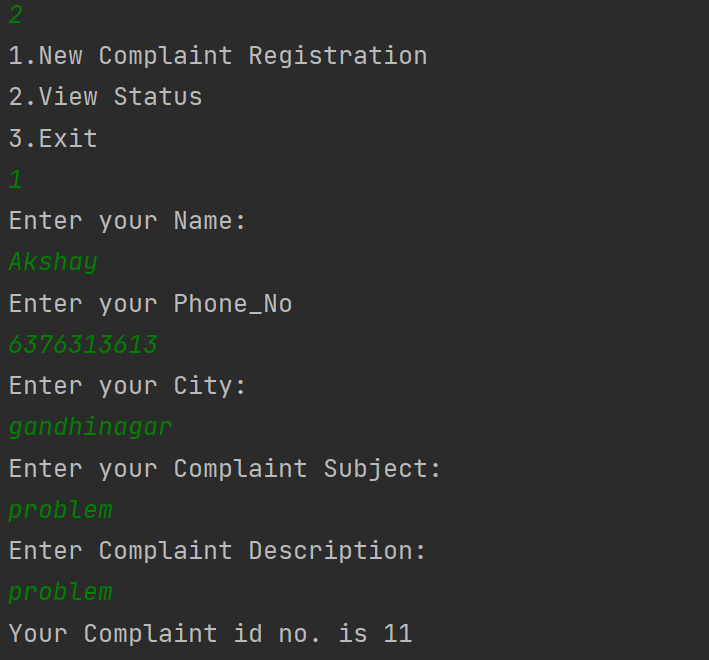 2
1.New Complaint Registration
2.View Status
3.Exit
1
Enter your Name:
Akshay
Enter your Phone_No
6376313613
Enter your City:
gandhinagar
Enter your Complaint Subject:
problem
Enter Complaint Description:
problem
Your Complaint id no. is 11